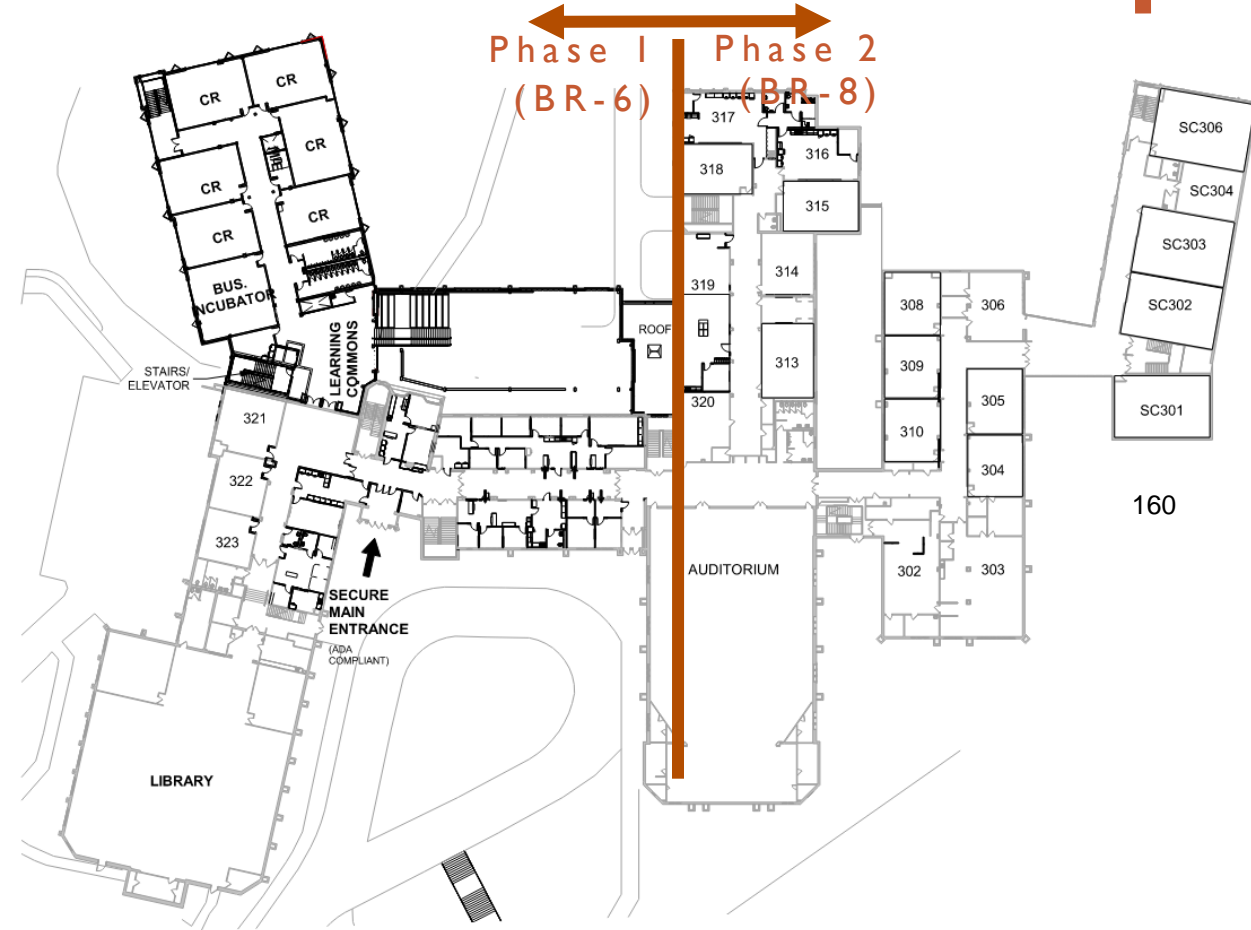 Phase 1
(BR-6)
Phase 2
(BR-8)
CR
CR
CR
CR
CR
CR
BUS.
NCUBATOR
LEARNING
COMMONS
STAIRS/
ELEVATOR
321
322
323
SECURE
MAIN
ENTRANCE
(ADA
COMPLIANT)
LIBRARY
ROOF
317
318
316
315
319
314
313
320
AUDITORIUM
308
309
310
306
305
304
302
303
SC306
SC304
SC303
SC302
SC301
160